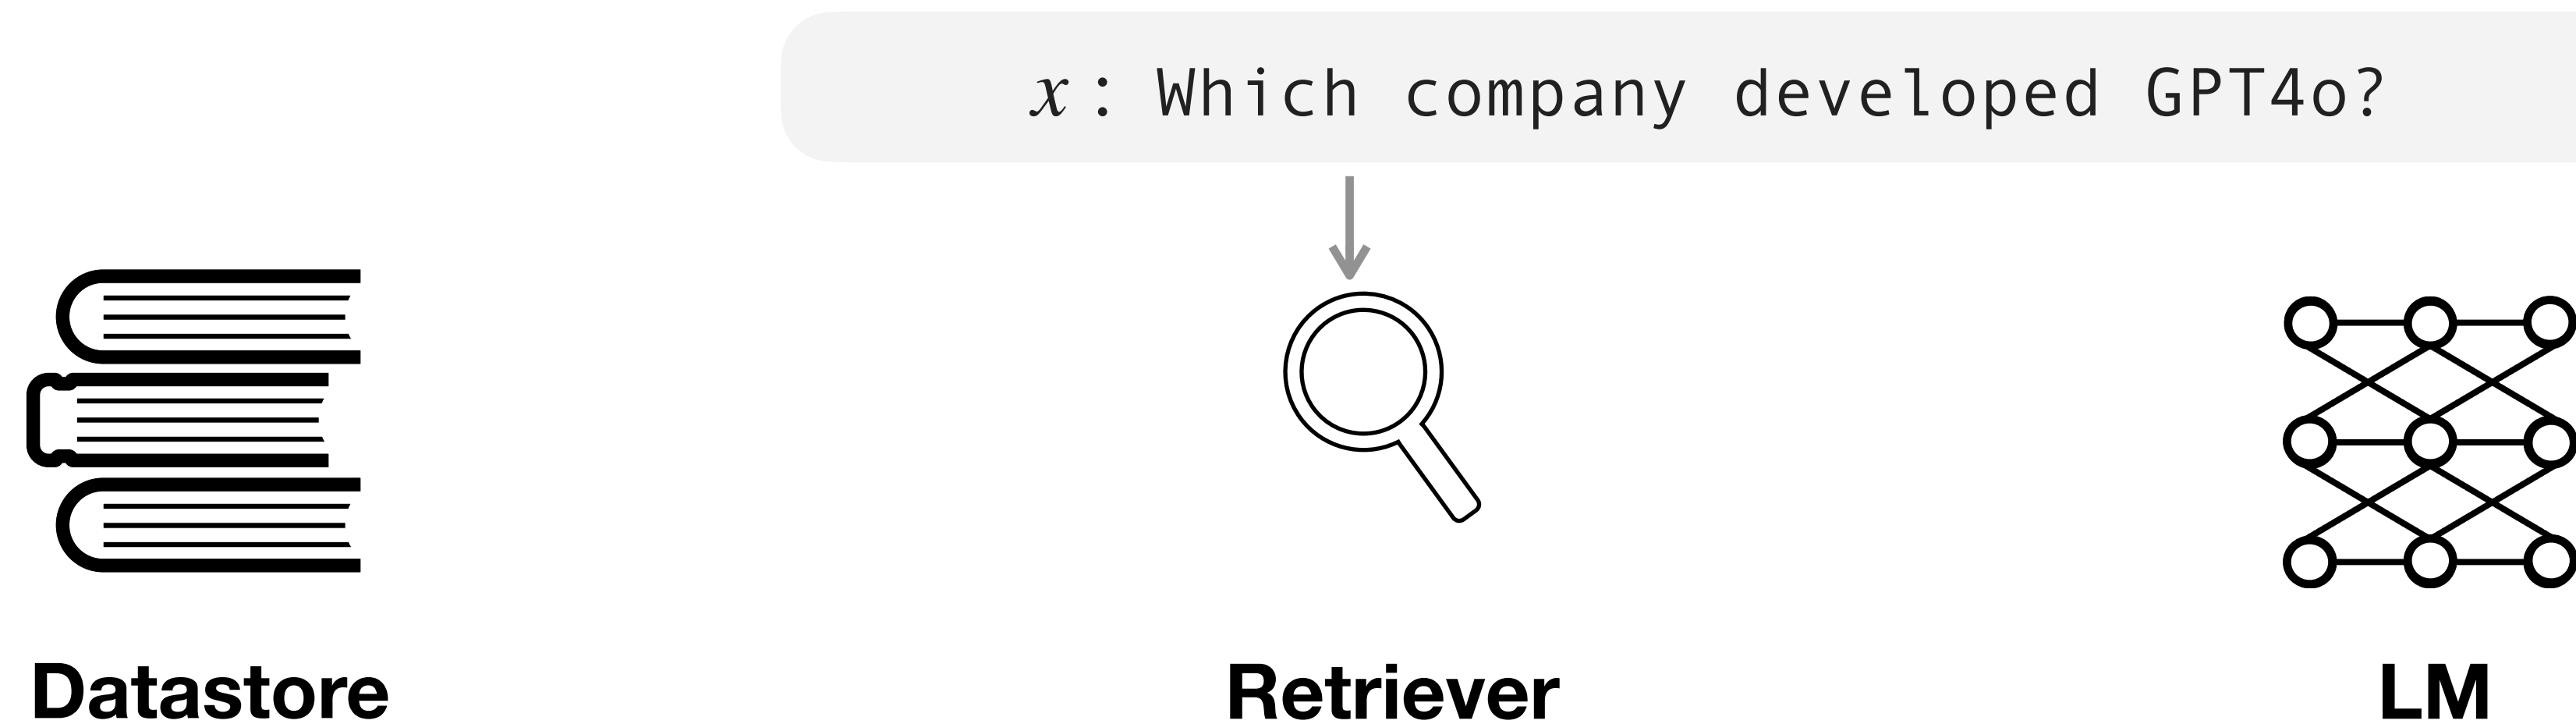 x: Which company developed GPT4o?
Datastore
Retriever
LM